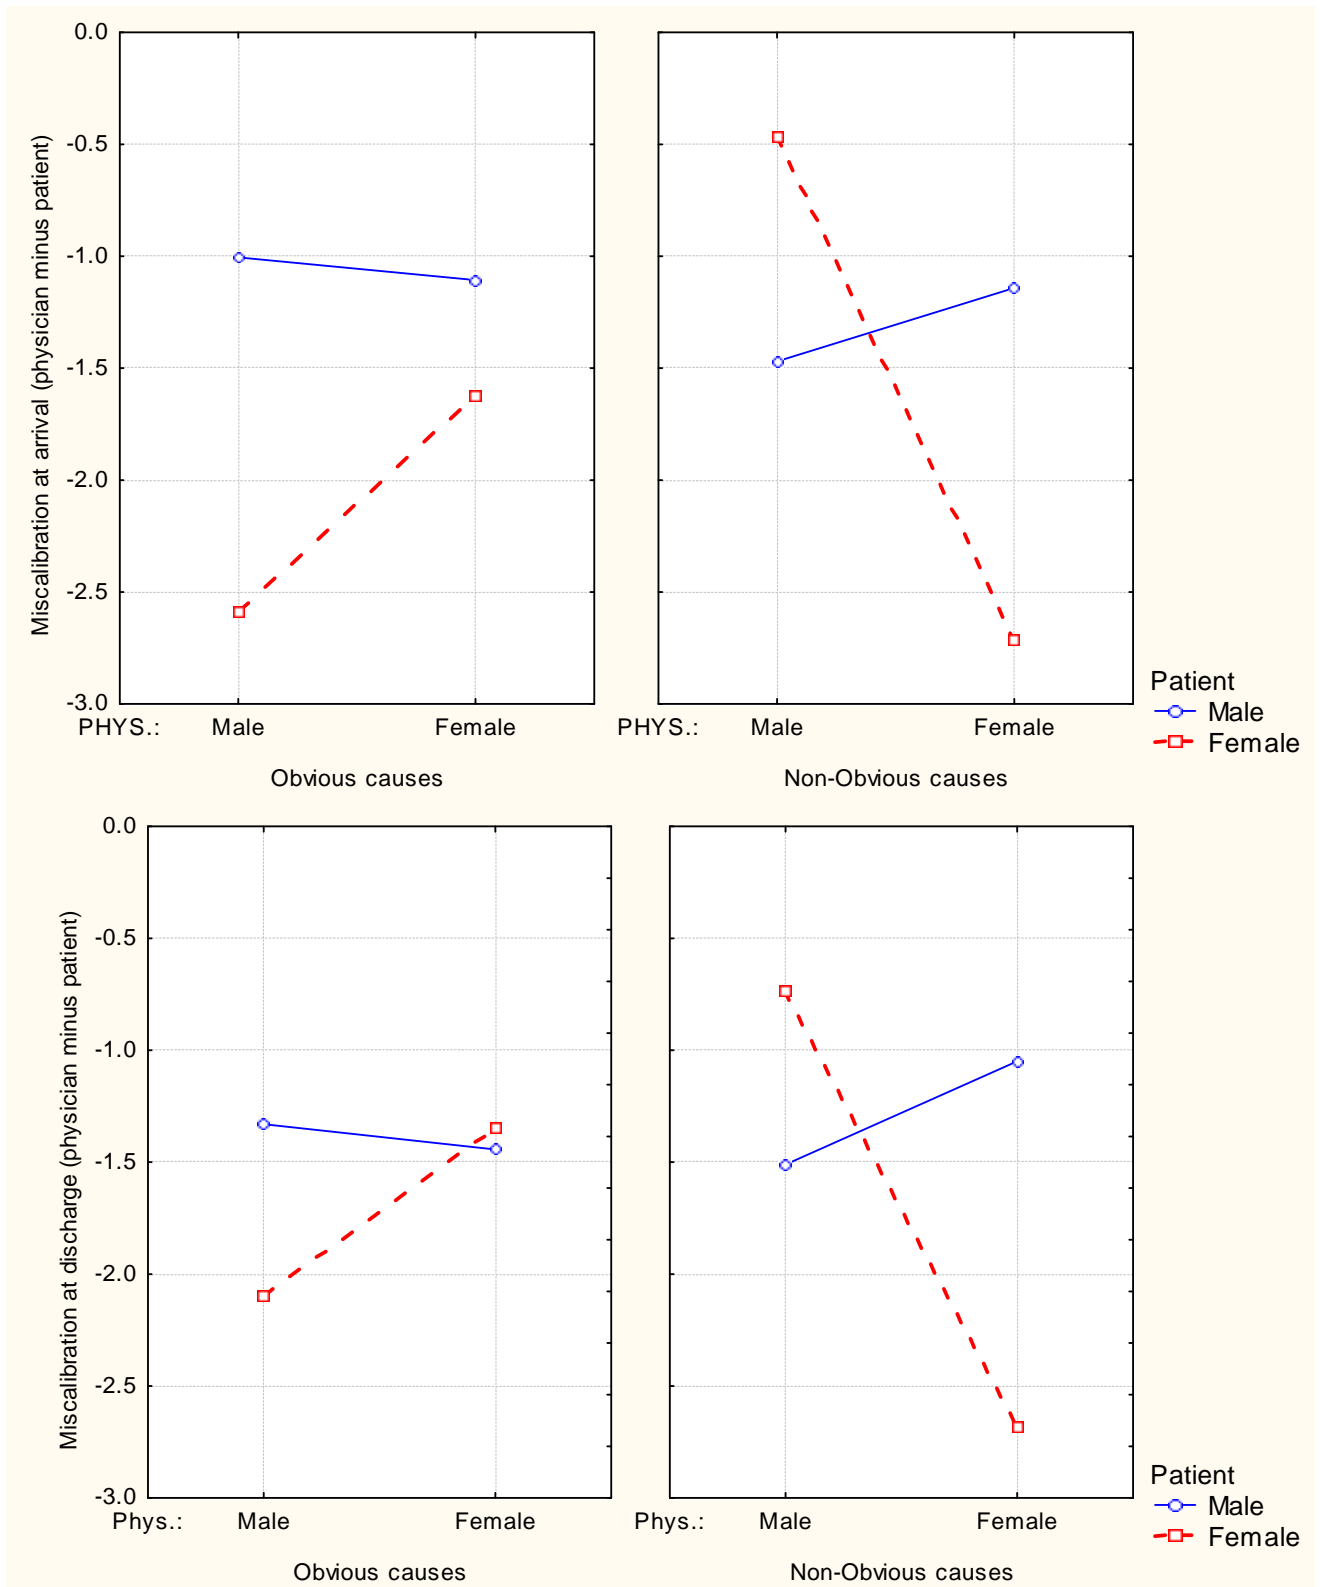 Miscalibration at arrival (physician minus patient)
0.0
-0.5
-1.0
-1.5
-2.0
-2.5
-3.0
PHYS.: Male Female
Obvious causes
PHYS.: Male Female
Non-Obvious causes
Patient
Male
Female
Miscalibration at discharge (physician minus patient)
0.0
-0.5
-1.0
-1.5
-2.0
-2.5
-3.0
Phys.: Male Female
Obvious causes
Phys.: Male Female
Non-Obvious causes
Patient
Male
Female